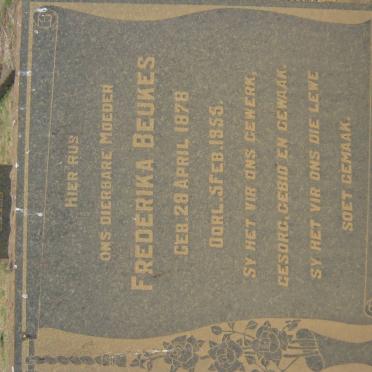 HIER RUS
ONS DIERBARE MOEDER
FREDERIKA BEUKES
GEB. 28 APRIL 1878
OORL. 5 FEB. 1955.
SY HET VIR ONS GEWERK,
GESORG, GEBID EN GEWAAK.
SY HET VIR ONS DIE LEWE
SOET GEMAAK.